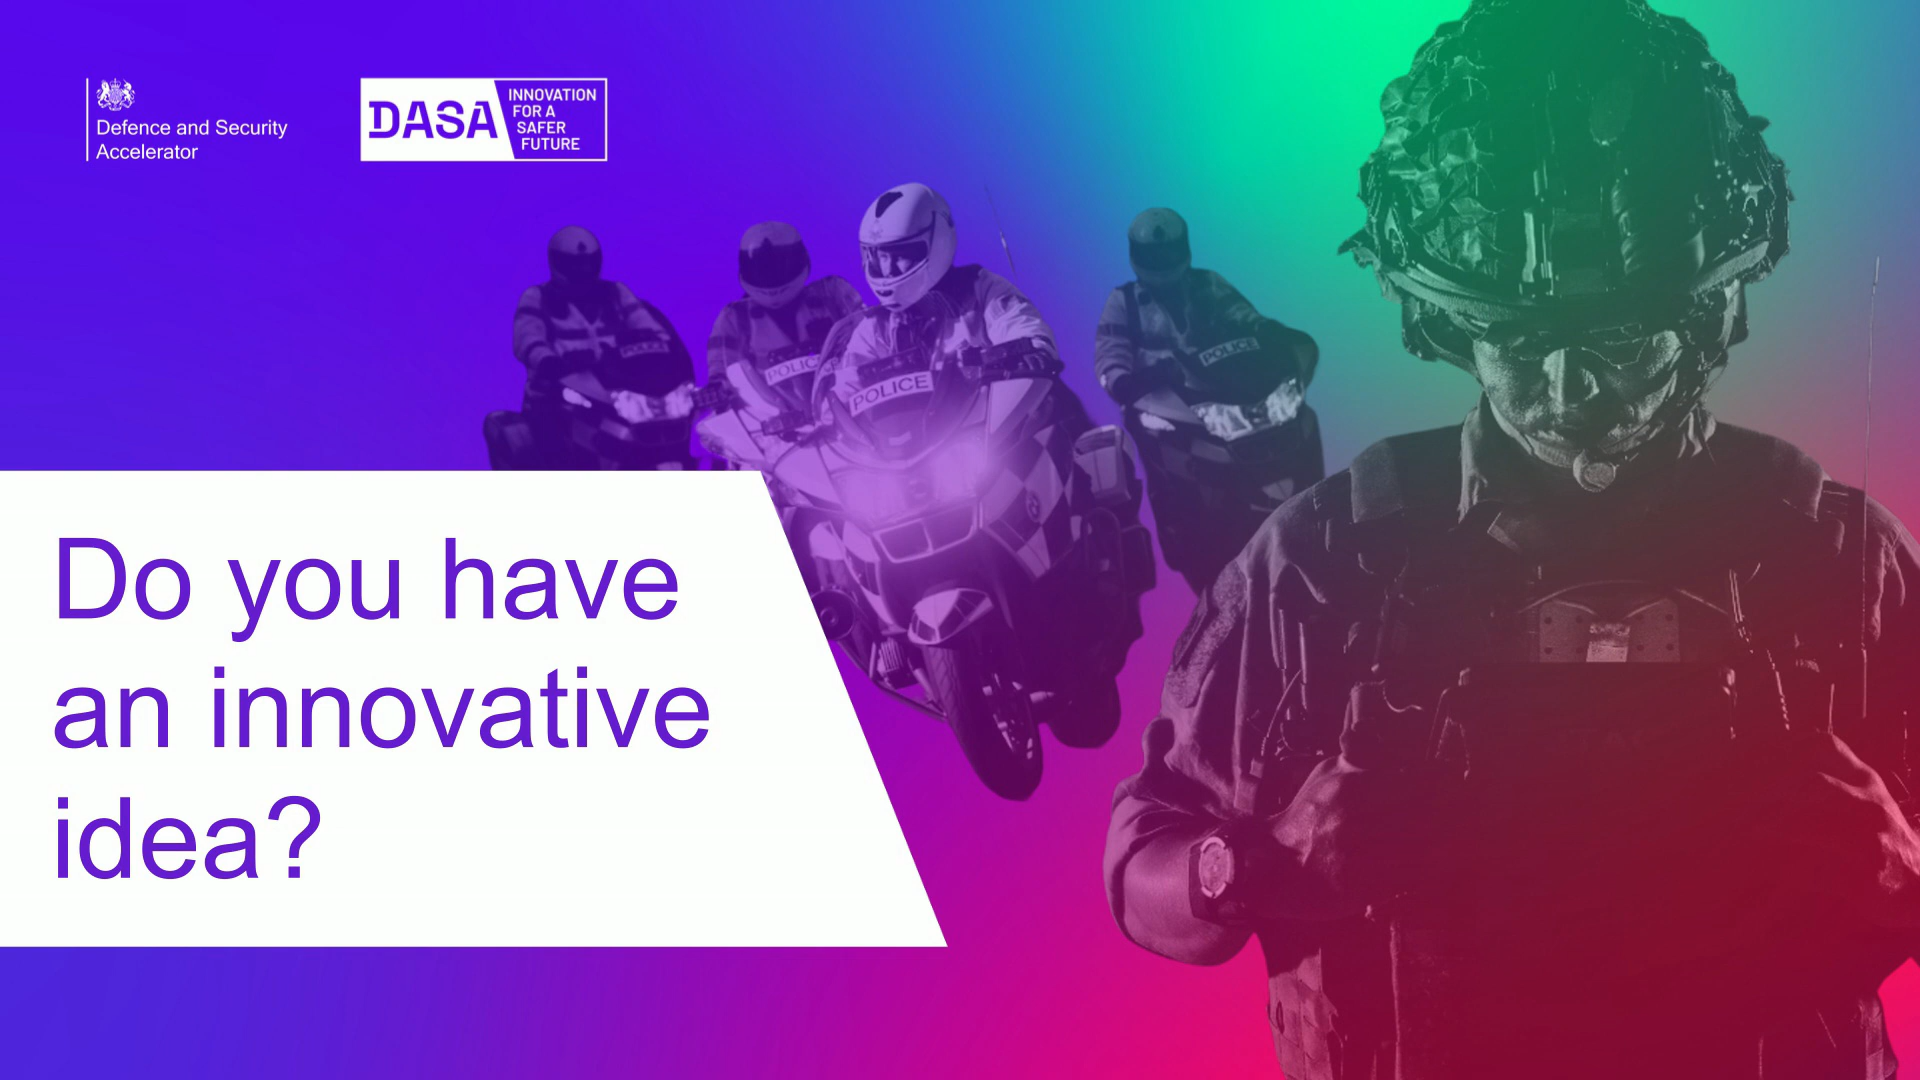 Defence and Security
Accelerator
DASA
INNOVATION
FOR A
SAFER
FUTURE
POLICE
POLICE
POLICE
POLICE
Do you have
an innovative
idea?